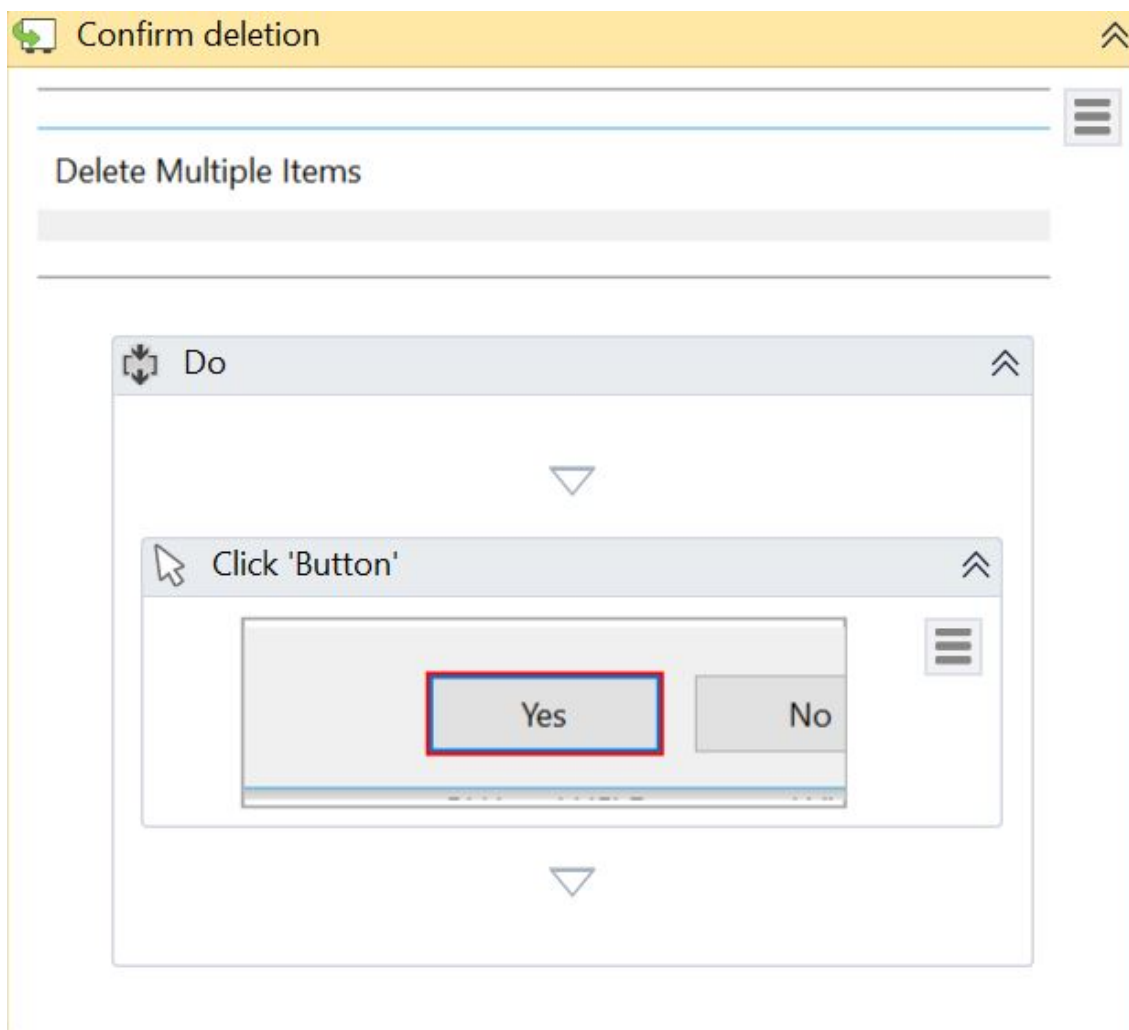 Confirm deletion
Delete Multiple Items
Do
Click 'Button'
Yes No